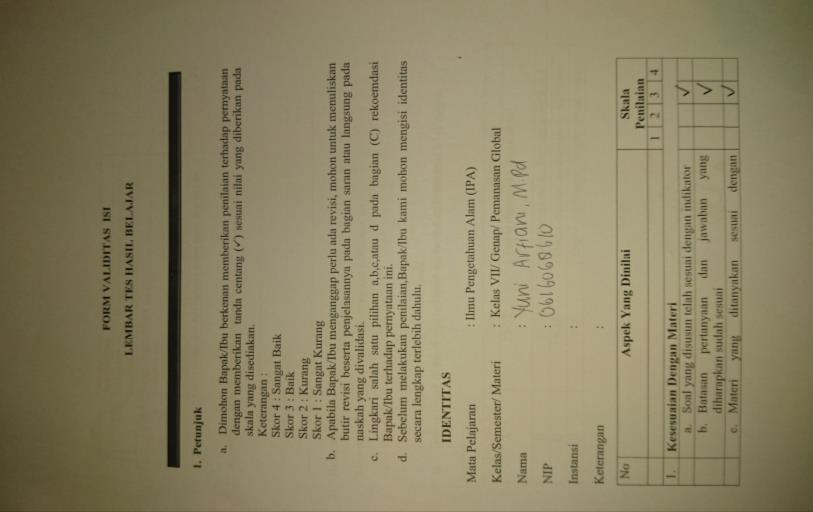 FORM VALIDITAS ISI
LEMBAR TES HASIL BELAJAR
1. Petunjuk
a. Dimohon Bapak/Ibu berkenan memberikan penilaian terhadap pernyataan
dengan memberikan tanda centang (✓) sesuai nilai yang diberikan pada
skala yang disediakan.
Keterangan :
Skor 4 : Sangat Baik
Skor 3 : Baik
Skor 2 : Kurang
Skor 1 : Sangat Kurang
b. Apabila Bapak/Ibu menganggap perlu ada revisi, mohon untuk menuliskan
butir revisi beserta penjelasannya pada bagian saran atau langsung pada
naskah yang divalidasi.
c. Lingkari salah satu pilihan a,b,c,atau d pada bagian (C) rekoemdasi
Bapak/Ibu terhadap pernyataan ini.
d. Sebelum melakukan penilaian,Bapak/Ibu kami mohon mengisi identitas
secara lengkap terlebih dahulu.
IDENTITAS
Mata Pelajaran : Ilmu Pengetahuan Alam (IPA)
Kelas/Semester/ Materi : Kelas VII/ Genap/ Pemanasan Global
Nama : Yuni Arfiani, M.Pd
NIP : 0616068610
Instansi :
Keterangan :
No Aspek Yang Dinilai Skala
Penilaian
1 2 3 4
1. Kesesuaian Dengan Materi
a. Soal yang disusun telah sesuai dengan indikator ✓
b. Batasan pertanyaan dan jawaban yang ✓
diharapkan sudah sesuai
c. Materi yang ditanyakan sesuai dengan ✓